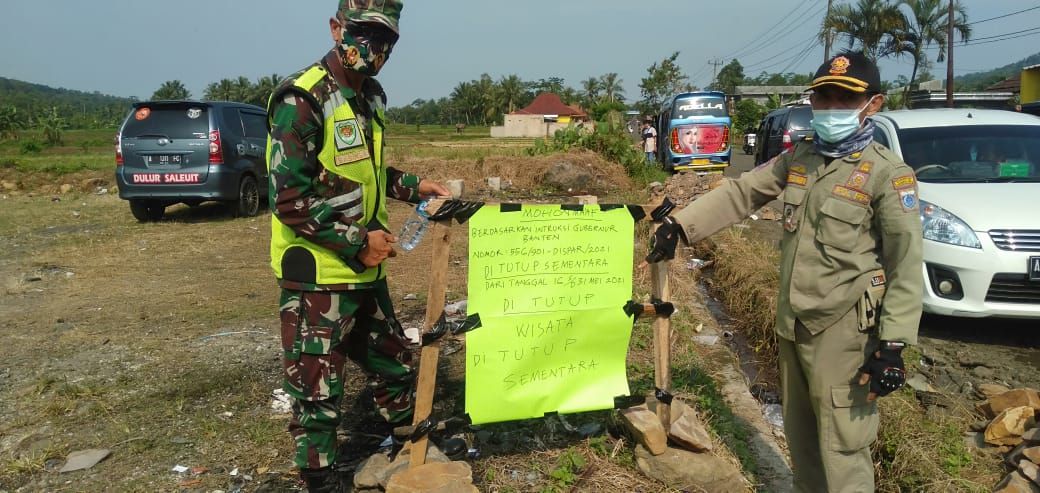 MOHON MAAF
BERDASARKAN INTRUKSI GUBERNUR
BANTEN
NOMOR: 556/901-DISPAR/2021
DI TUTUP SEMENTARA
DARI TANGGAL 16 S/D 31 MEI 2021
DI TUTUP
WISATA
DI TUTUP
SEMENTARA
DULUR SALEUIT